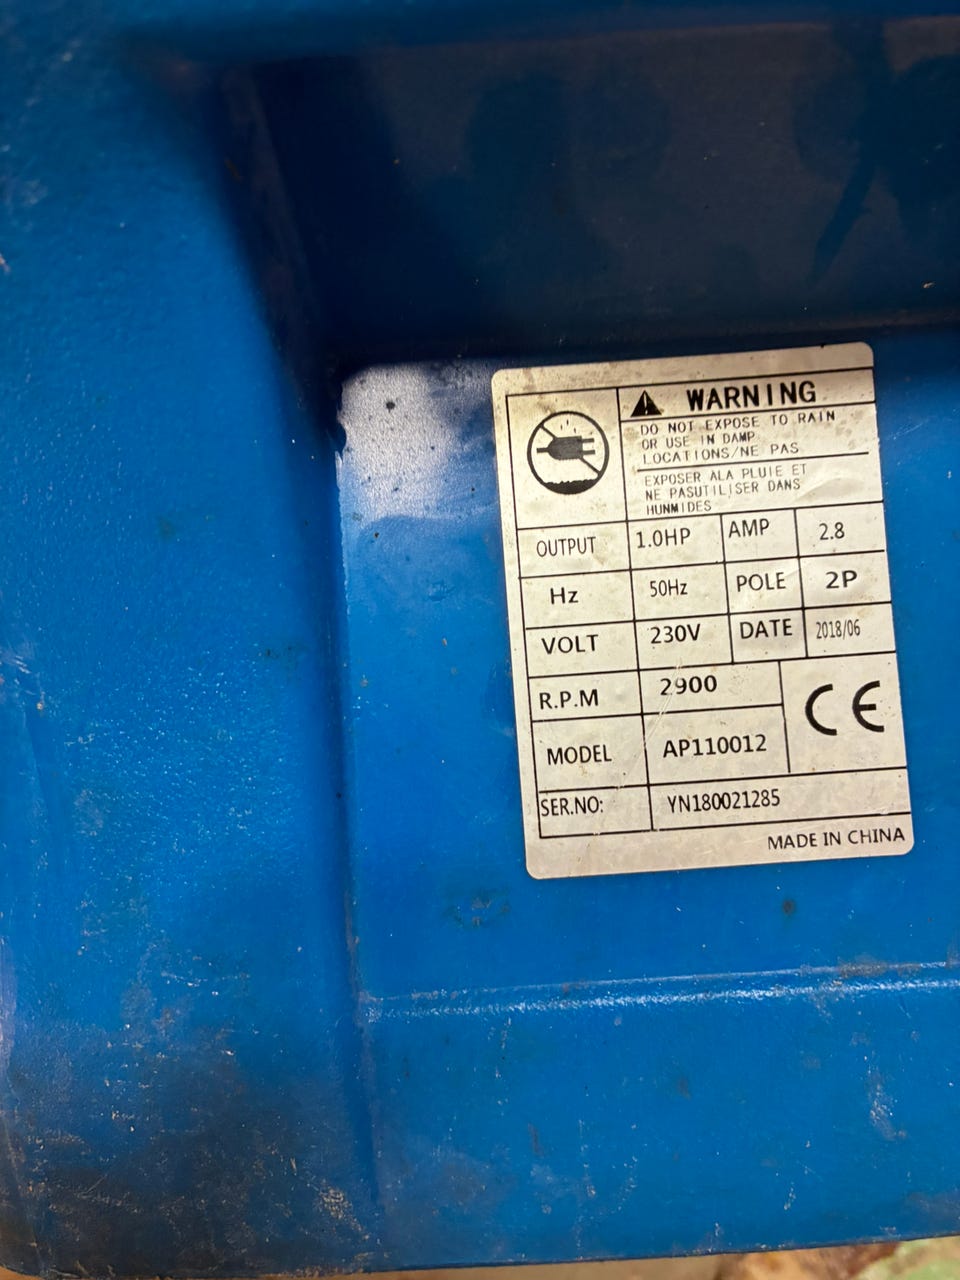 WARNING
DO NOT EXPOSE TO RAIN
OR USE IN DAMP
LOCATIONS/NE PAS
EXPOSER ALA PLUIE ET
NE PASUTILISER DANS
HUNMIDES
OUTPUT 1.0HP AMP 2.8
Hz 50Hz POLE 2P
VOLT 230V DATE 2018/06
R.P.M 2900
CE
MODEL AP110012
SER.NO: YN180021285
MADE IN CHINA